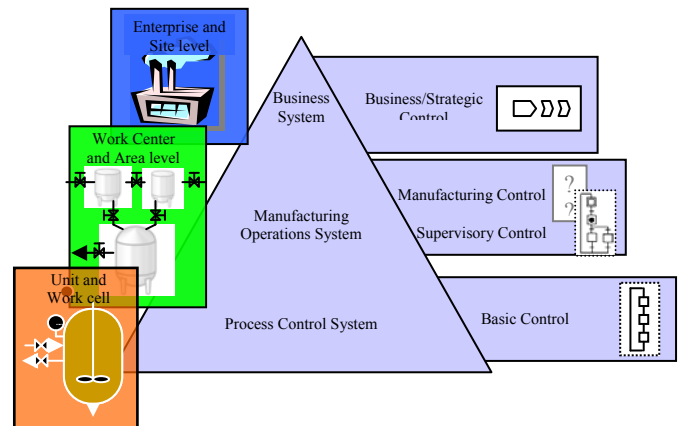 Enterprise and
Site level
Work Center
and Area level
Unit and
Work cell
Business
System
Manufacturing
Operations System
Process Control System
Business/Strategic
Control
Manufacturing Control
Supervisory Control
Basic Control
?
?